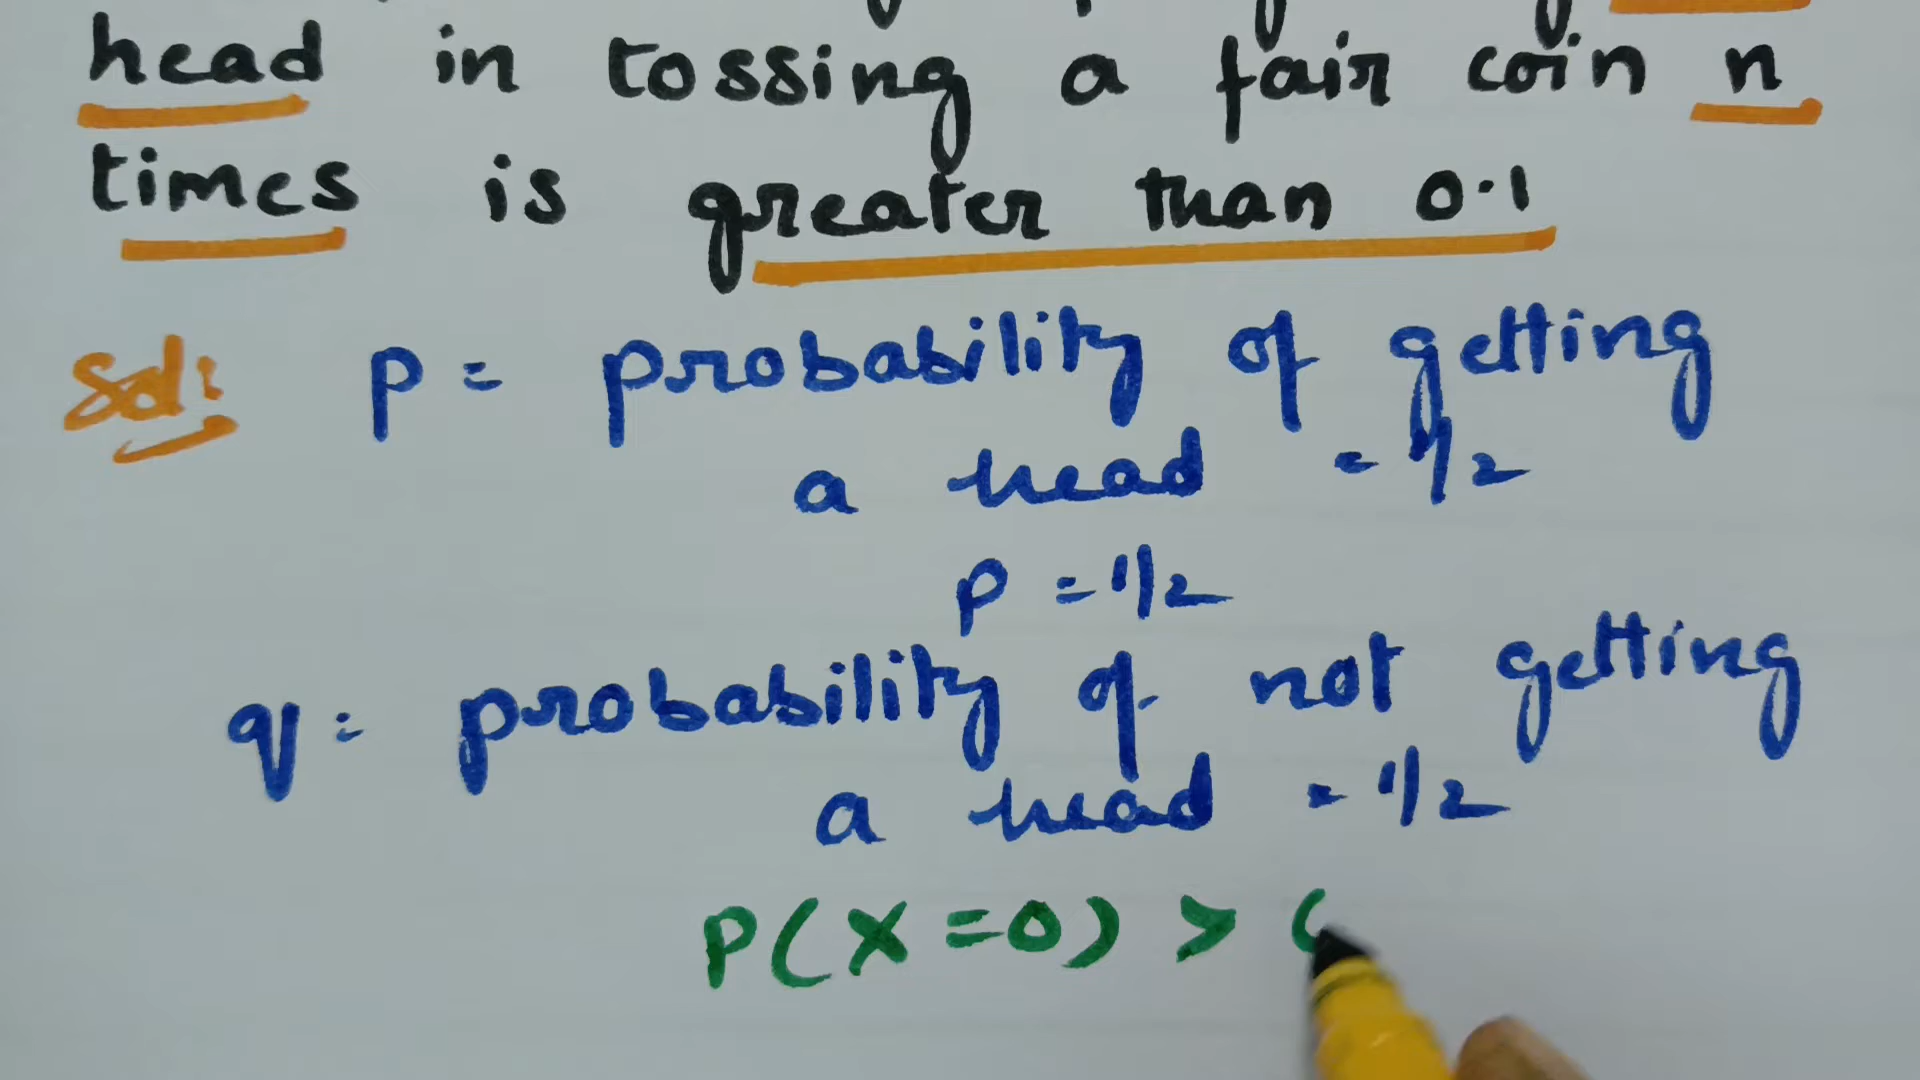 head in tossing a fair coin n
times is greater than 0.1
Sol:
p = probability of getting
a head = 1/2
p = 1/2
q = probability of not getting
a head = 1/2
P(X=0) >